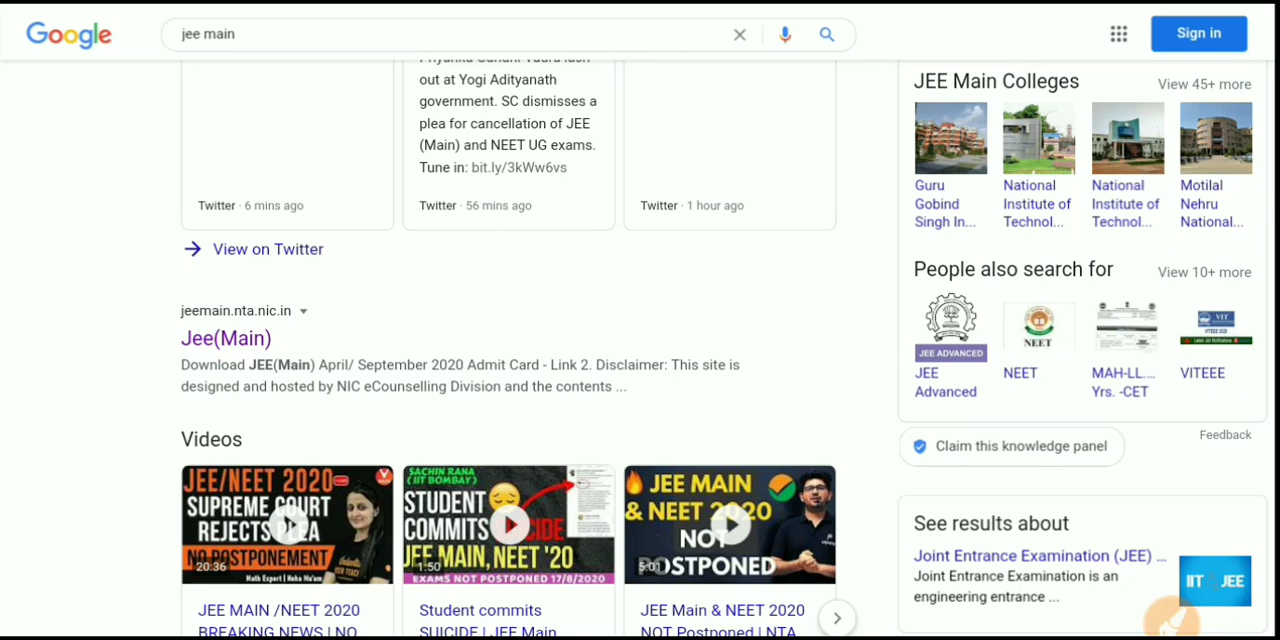 Google
jee main
Sign in
out at Yogi Adityanath
government. SC dismisses a
plea for cancellation of JEE
(Main) and NEET UG exams.
Tune in: bit.ly/3kWw6vs
Twitter · 6 mins ago
Twitter · 56 mins ago
Twitter · 1 hour ago
View on Twitter
jeemain.nta.nic.in
Jee(Main)
Download JEE(Main) April/ September 2020 Admit Card - Link 2. Disclaimer: This site is
designed and hosted by NIC eCounselling Division and the contents ...
Videos
JEE/NEET 2020
SUPREME COURT
REJECTS PLEA
NO POSTPONEMENT
20:36
Math Expert | Neha Ma'am
JEE MAIN /NEET 2020
BREAKING NEWS | NO
SACHIN RANA
(IIT BOMBAY)
STUDENT
COMMITS SUICIDE
JEE MAIN, NEET '20
1:50
EXAMS NOT POSTPONED 17/8/2020
Student commits
SUICIDE | JEE Main
JEE MAIN
& NEET 2020
NOT
POSTPONED
5:01
JEE Main & NEET 2020
NOT Postponed | NTA
JEE Main Colleges
View 45+ more
Guru
Gobind
Singh In...
National
Institute of
Technol...
National
Institute of
Technol...
Motilal
Nehru
National...
People also search for
View 10+ more
JEE ADVANCED
JEE
Advanced
NEET
NEET
MAH-LL....
Yrs. -CET
VIT
VITEEE
Feedback
Claim this knowledge panel
See results about
Joint Entrance Examination (JEE) ...
Joint Entrance Examination is an
engineering entrance ...
IIT JEE